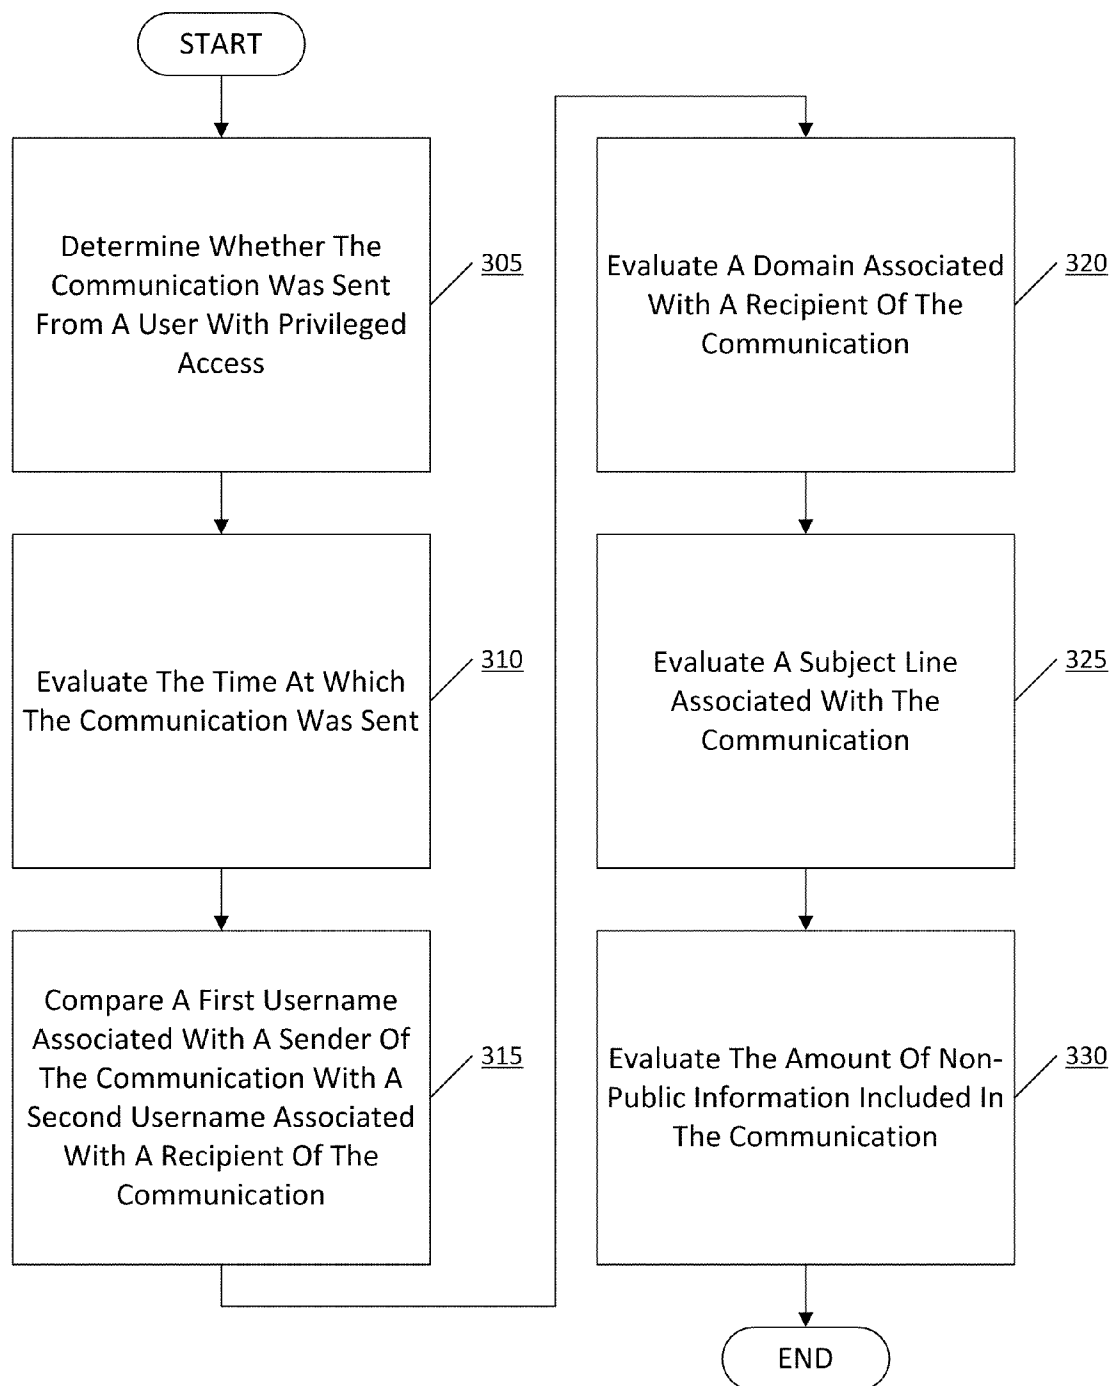 START
Determine Whether The
Communication Was Sent
From A User With Privileged
Access
305
Evaluate The Time At Which
The Communication Was Sent
310
Compare A First Username
Associated With A Sender Of
The Communication With A
Second Username Associated
With A Recipient Of The
Communication
315
Evaluate A Domain Associated
With A Recipient Of The
Communication
320
Evaluate A Subject Line
Associated With The
Communication
325
Evaluate The Amount Of Non-
Public Information Included In
The Communication
330
END